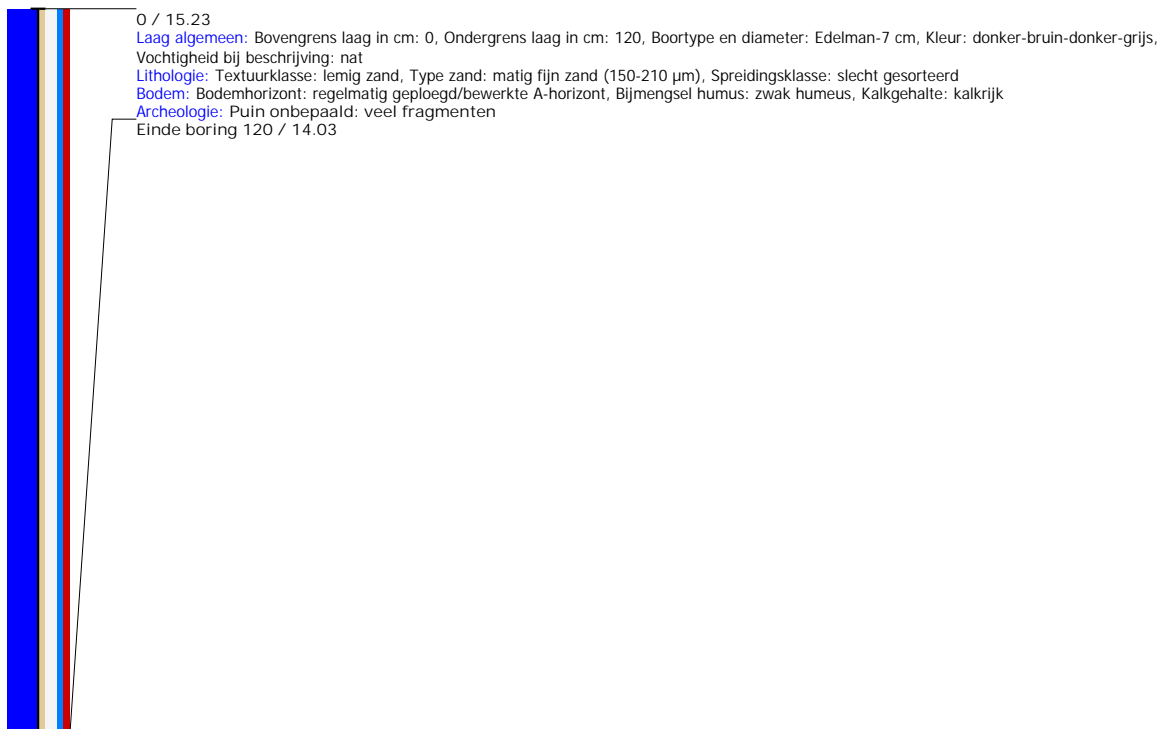 0 / 15.23
Laag algemeen: Bovengrens laag in cm: 0, Ondergrens laag in cm: 120, Boortype en diameter: Edelman-7 cm, Kleur: donker-bruin-donker-grijs,
Vochtigheid bij beschrijving: nat
Lithologie: Textuurklasse: lemig zand, Type zand: matig fijn zand (150-210 µm), Spreidingsklasse: slecht gesorteerd
Bodem: Bodemhorizont: regelmatig geploegd/bewerkte A-horizont, Bijmengsel humus: zwak humeus, Kalkgehalte: kalkrijk
Archeologie: Puin onbepaald: veel fragmenten
Einde boring 120 / 14.03